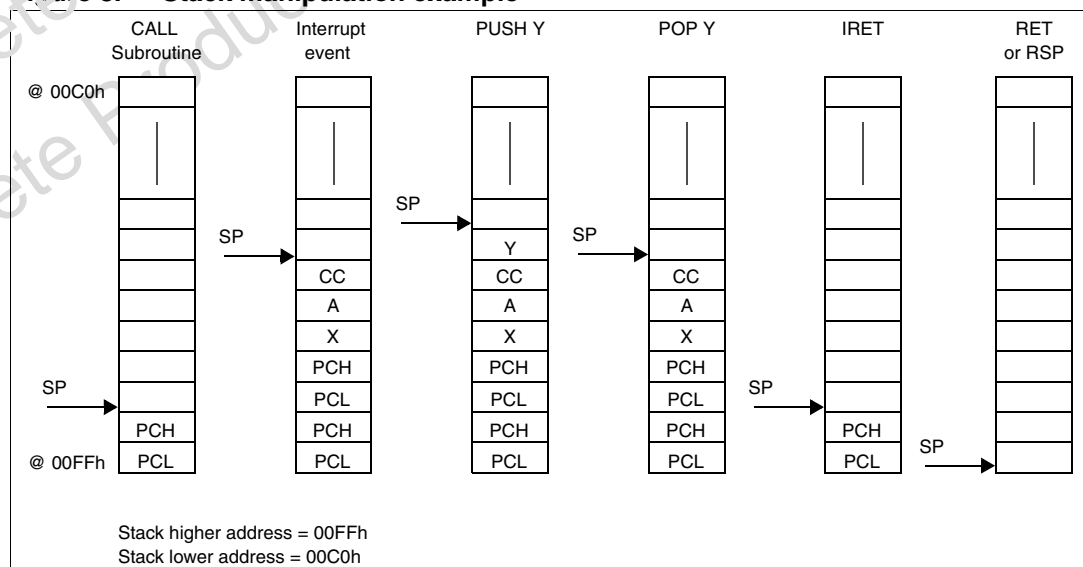 Stack manipulation example
CALL Subroutine
Interrupt event
PUSH Y
POP Y
IRET
RET or RSP
@ 00C0h
SP
SP
SP
SP
SP
SP
Y
CC
CC
CC
A
A
A
X
X
X
PCH
PCH
PCH
PCL
PCL
PCL
PCH
PCH
PCH
PCH
PCH
@ 00FFh
PCL
PCL
PCL
PCL
PCL
Stack higher address = 00FFh
Stack lower address = 00C0h